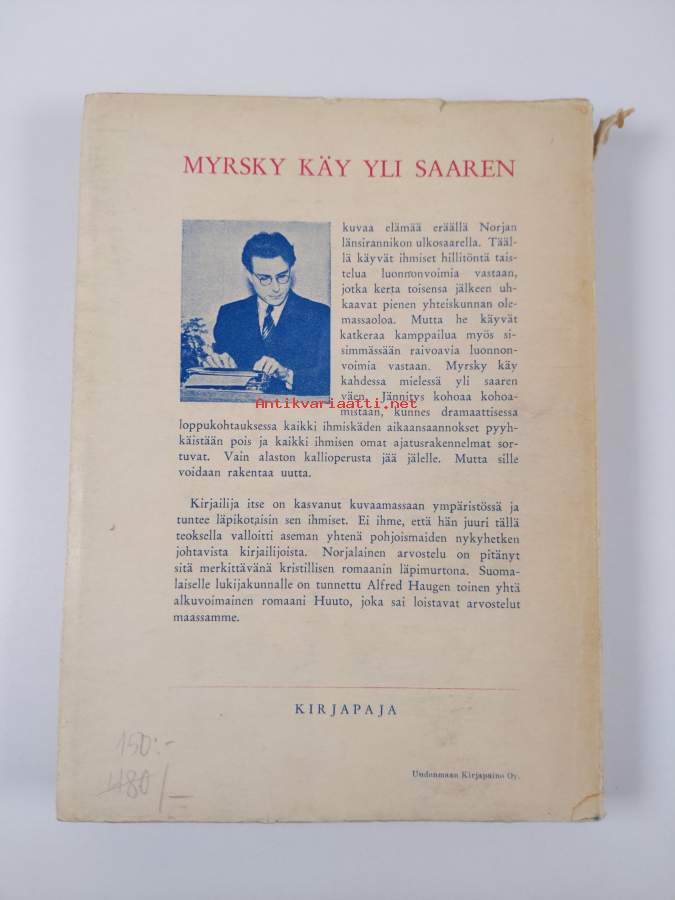 MYRSKY KÄY YLI SAAREN
kuvaa elämää eräällä Norjan
länsirannikon ulkosaarella. Tääl-
lä käyvät ihmiset hillitöntä tais-
telua luonnonvoimia vastaan,
jotka kerta toisensa jälkeen uh-
kaavat pienen yhteiskunnan ole-
massaoloa. Mutta he käyvät
katkeraa kamppailua myös si-
simmässään raivoavia luonnon-
voimia vastaan. Myrsky käy
kahdessa mielessä yli saaren
väen. Jännitys kohoaa kohoa-
Antikvariaatti.net
mistaan, kunnes dramaattisessa
loppukohtauksessa kaikki ihmiskäden aikaansaannokset pyyh-
käistään pois ja kaikki ihmisen omat ajatusrakennelmat sor-
tuvat. Vain alaston kallioperusta jää jälelle. Mutta sille
voidaan rakentaa uutta.
Kirjailija itse on kasvanut kuvaamassaan ympäristössä ja
tuntee läpikotaisin sen ihmiset. Ei ihme, että hän juuri tällä
teoksella valloitti aseman yhtenä pohjoismaiden nykyhetken
johtavista kirjailijoista. Norjalainen arvostelu on pitänyt
sitä merkittävänä kristillisen romaanin läpimurtona. Suoma-
laiselle lukijakunnalle on tunnettu Alfred Haugen toinen yhtä
alkuvoimainen romaani Huuto, joka sai loistavat arvostelut
maassamme.
KIRJAPAJA
150:-
480/-
Uudenmaan Kirjapaino Oy.